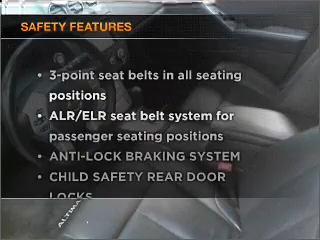 SAFETY FEATURES
• 3-point seat belts in all seating
positions
• ALR/ELR seat belt system for
passenger seating positions
• ANTI-LOCK BRAKING SYSTEM
• CHILD SAFETY REAR DOOR
LOCKS
ALTIMA